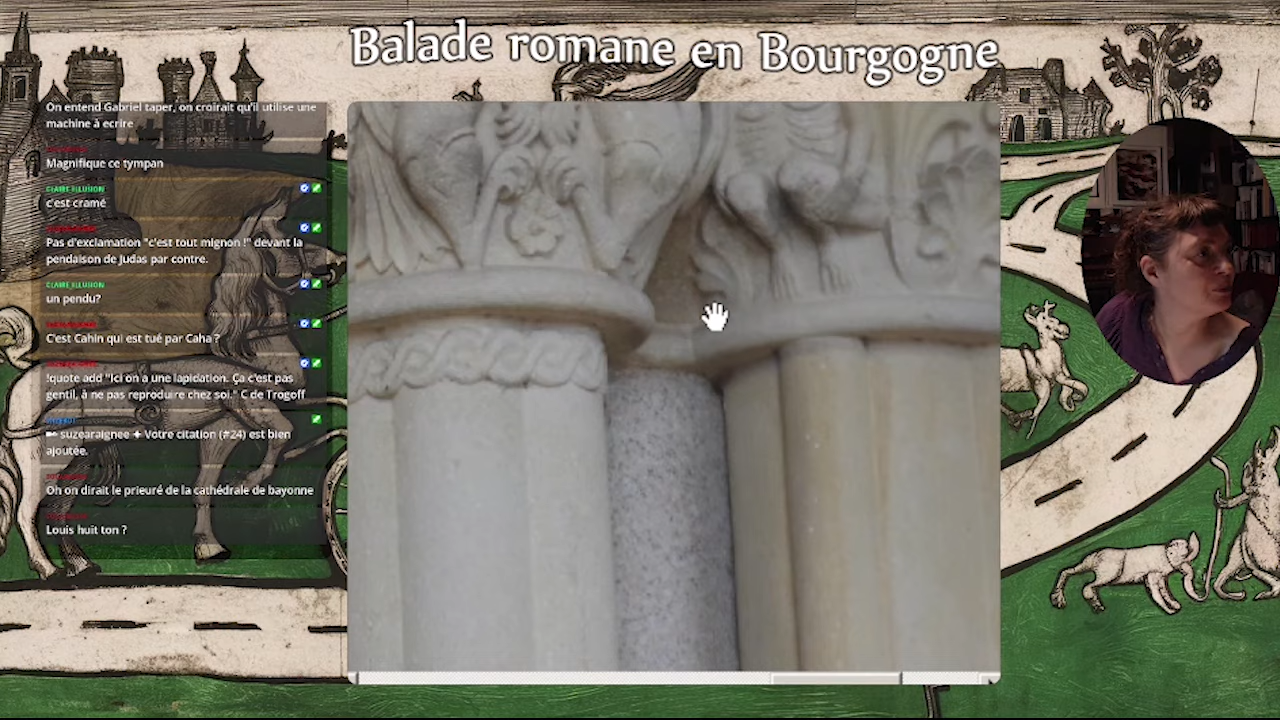 Balade romane en Bourgogne
On entend Gabriel taper, on croirait qu'il utilise une
machine à ecrire
Magnifique ce tympan
CLAIRE_ILLUSION
c'est cramé
Pas d'exclamation "c'est tout mignon !" devant la
pendaison de Judas par contre.
CLAIRE_ILLUSION
un pendu?
C'est Cahin qui est tué par Caha ?
!quote add "Ici on a une lapidation. Ça c'est pas
gentil, à ne pas reproduire chez soi." C de Trogoff
suzearaignee ✦ Votre citation (#24) est bien
ajoutée.
Oh on dirait le prieuré de la cathédrale de bayonne
Louis huit ton ?